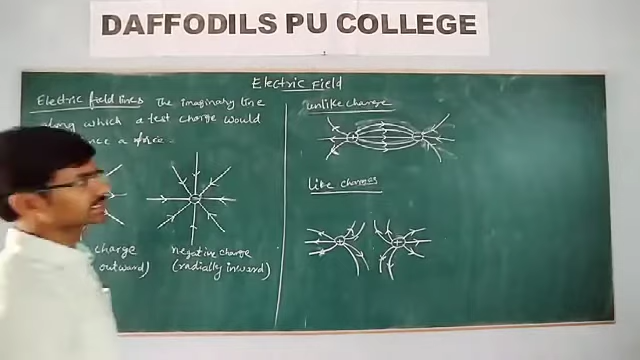 DAFFODILS PU COLLEGE
Electric Field
Electric field lines The imaginary line
along which a test charge would
a force.
charge
outward)
negative charge
(radially inward)
unlike charge
like charges